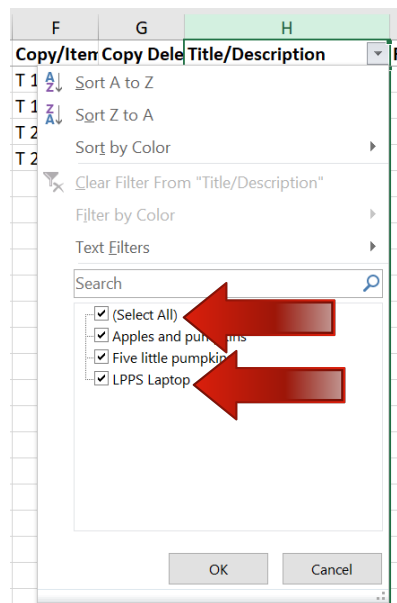 F G H
Copy/Item Copy Dele Title/Description
T 1
Sort A to Z
T 1
Sort Z to A
T 2
Sort by Color
T 2
Clear Filter From "Title/Description"
Filter by Color
Text Filters
Search
(Select All)
Apples and pumpkins
Five little pumpkin
LPPS Laptop
OK Cancel